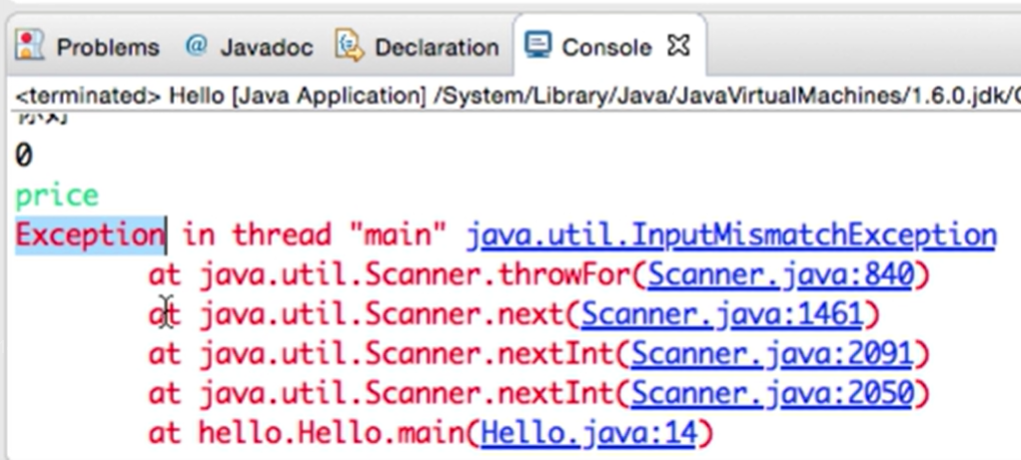 Problems @ Javadoc Declaration Console
<terminated> Hello [Java Application] /System/Library/Java/JavaVirtualMachines/1.6.0.jdk/
0
price
Exception in thread "main" java.util.InputMismatchException
at java.util.Scanner.throwFor(Scanner.java:840)
at java.util.Scanner.next(Scanner.java:1461)
at java.util.Scanner.nextInt(Scanner.java:2091)
at java.util.Scanner.nextInt(Scanner.java:2050)
at hello.Hello.main(Hello.java:14)